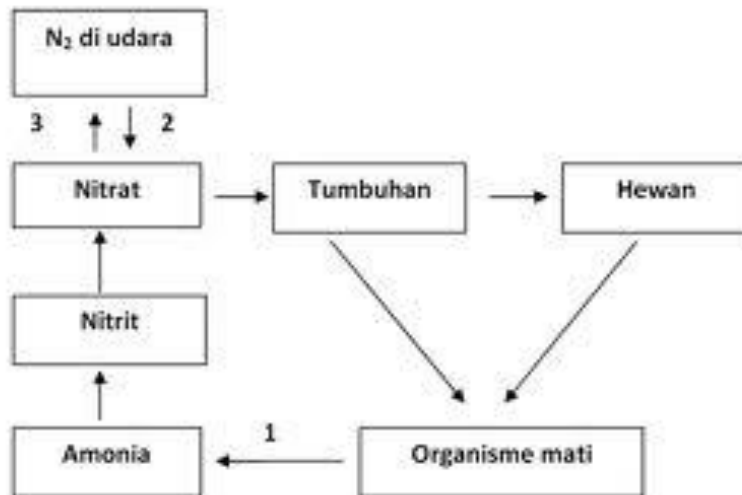 N₂ di udara
3
2
Nitrat
Tumbuhan
Hewan
Nitrit
1
Amonia
Organisme mati